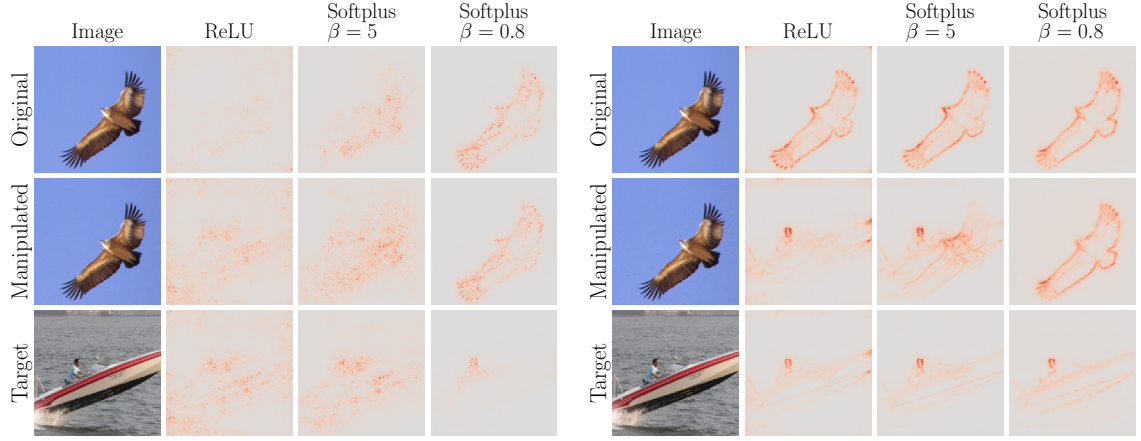 Image
ReLU
Softplus
β = 5
Softplus
β = 0.8
Original
Manipulated
Target
Image
ReLU
Softplus
β = 5
Softplus
β = 0.8
Original
Manipulated
Target